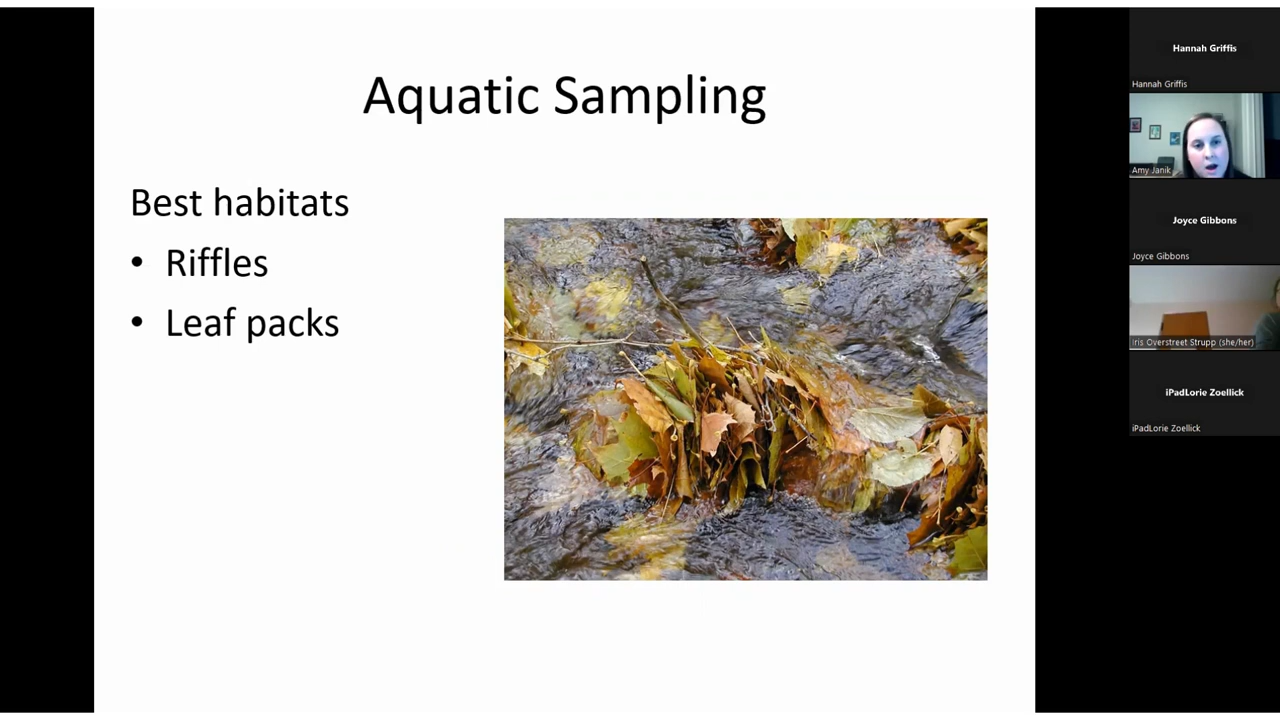 Aquatic Sampling
Best habitats
• Riffles
• Leaf packs
Hannah Griffis
Hannah Griffis
Amy Janik
Joyce Gibbons
Joyce Gibbons
Iris Overstreet Strupp (she/her)
iPadLorie Zoellick
iPadLorie Zoellick